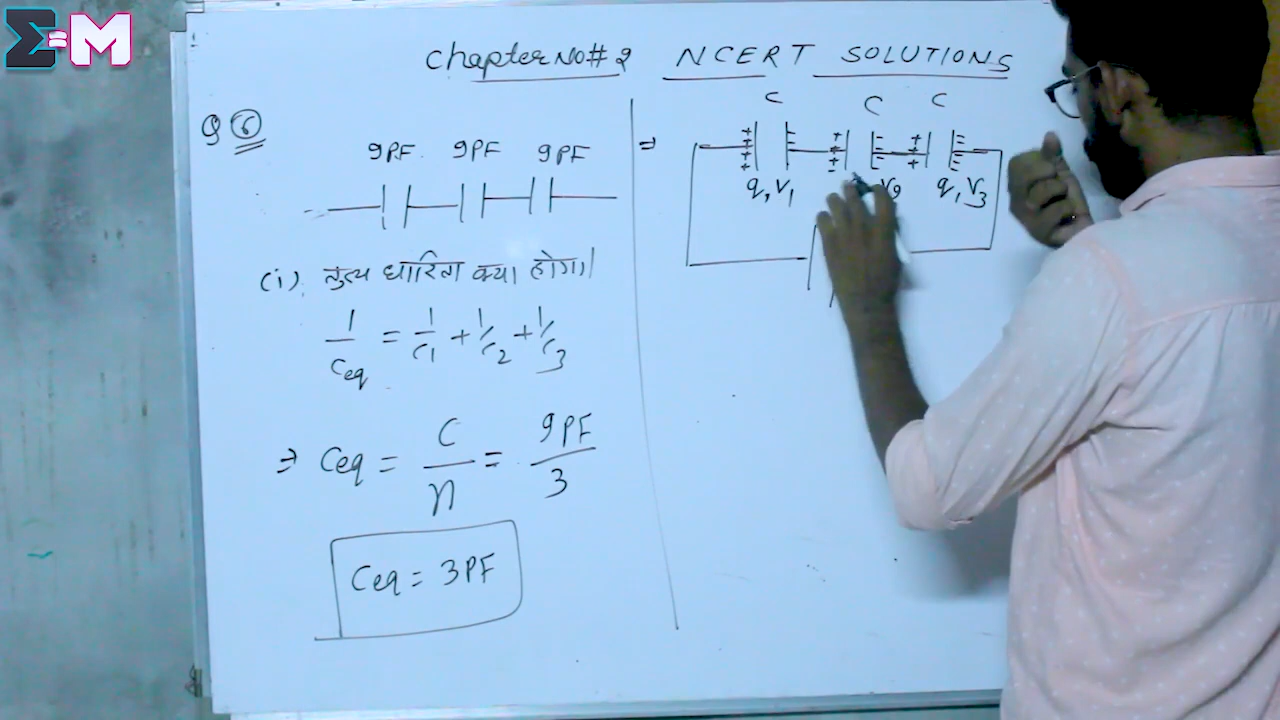 Σ=M
Chapter No# 2 NCERT SOLUTIONS
Q 6
9PF 9PF 9PF
(i) तुल्य धारिता क्या होगा।
1/Ceq = 1/C1 + 1/C2 + 1/C3
⇒ Ceq = C/n = 9PF/3
Ceq = 3PF
⇒
C C C
q, V1 V2 q, V3